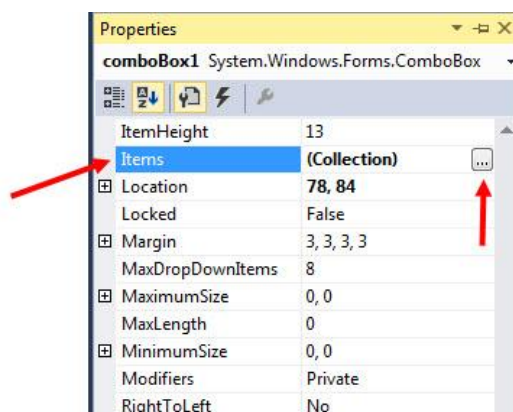 Properties
comboBox1 System.Windows.Forms.ComboBox
ItemHeight 13
Items (Collection) ...
Location 78, 84
Locked False
Margin 3, 3, 3, 3
MaxDropDownItems 8
MaximumSize 0, 0
MaxLength 0
MinimumSize 0, 0
Modifiers Private
RightToLeft No